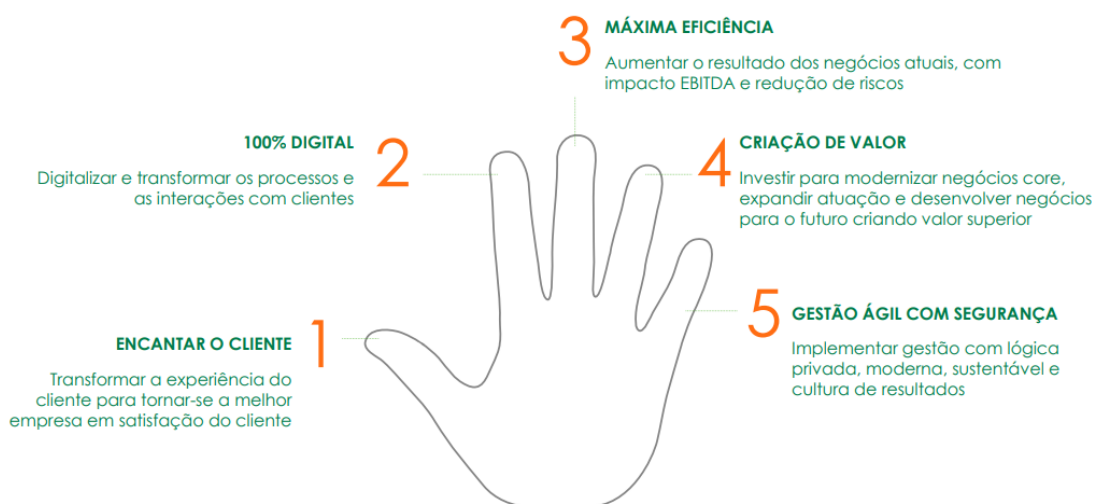 1
ENCANTAR O CLIENTE
Transformar a experiência do
cliente para tornar-se a melhor
empresa em satisfação do cliente
2
100% DIGITAL
Digitalizar e transformar os processos e
as interações com clientes
3
MÁXIMA EFICIÊNCIA
Aumentar o resultado dos negócios atuais, com
impacto EBITDA e redução de riscos
4
CRIAÇÃO DE VALOR
Investir para modernizar negócios core,
expandir atuação e desenvolver negócios
para o futuro criando valor superior
5
GESTÃO ÁGIL COM SEGURANÇA
Implementar gestão com lógica
privada, moderna, sustentável e
cultura de resultados